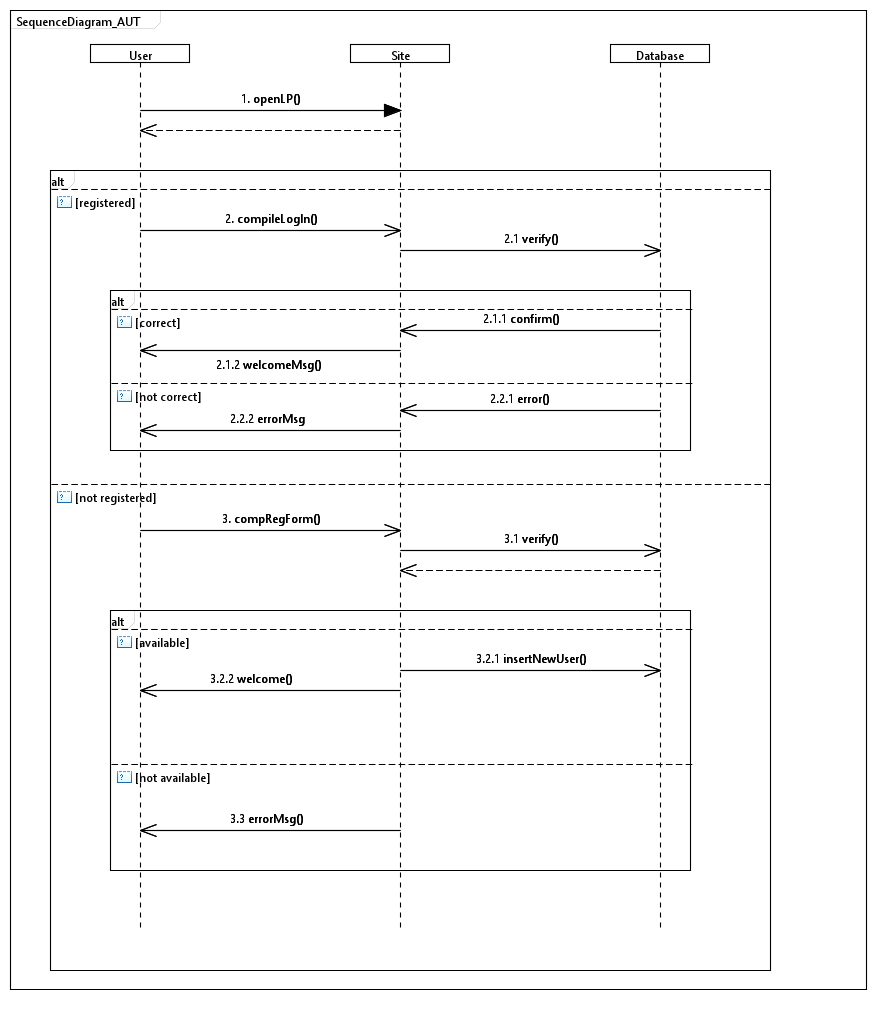 SequenceDiagram_AUT
User
Site
Database
1. openLP()
alt
? [registered]
2. compileLogIn()
2.1 verify()
alt
2.1.1 confirm()
? [correct]
2.1.2 welcomeMsg()
? [not correct]
2.2.1 error()
2.2.2 errorMsg
? [not registered]
3. compRegForm()
3.1 verify()
alt
? [available]
3.2.1 insertNewUser()
3.2.2 welcome()
? [not available]
3.3 errorMsg()